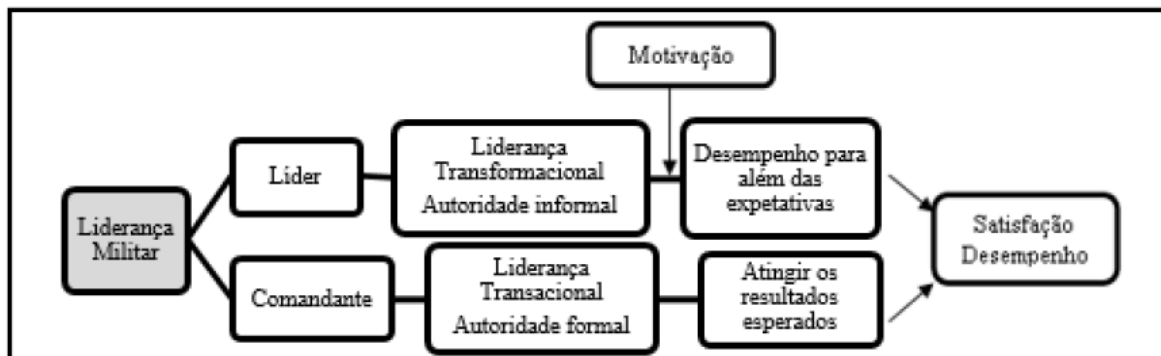 Motivação
Liderança
Transformacional
Autoridade informal
Desempenho para
além das
expetativas
Líder
Liderança
Militar
Satisfação
Desempenho
Comandante
Liderança
Transacional
Autoridade formal
Atingir os
resultados
esperados